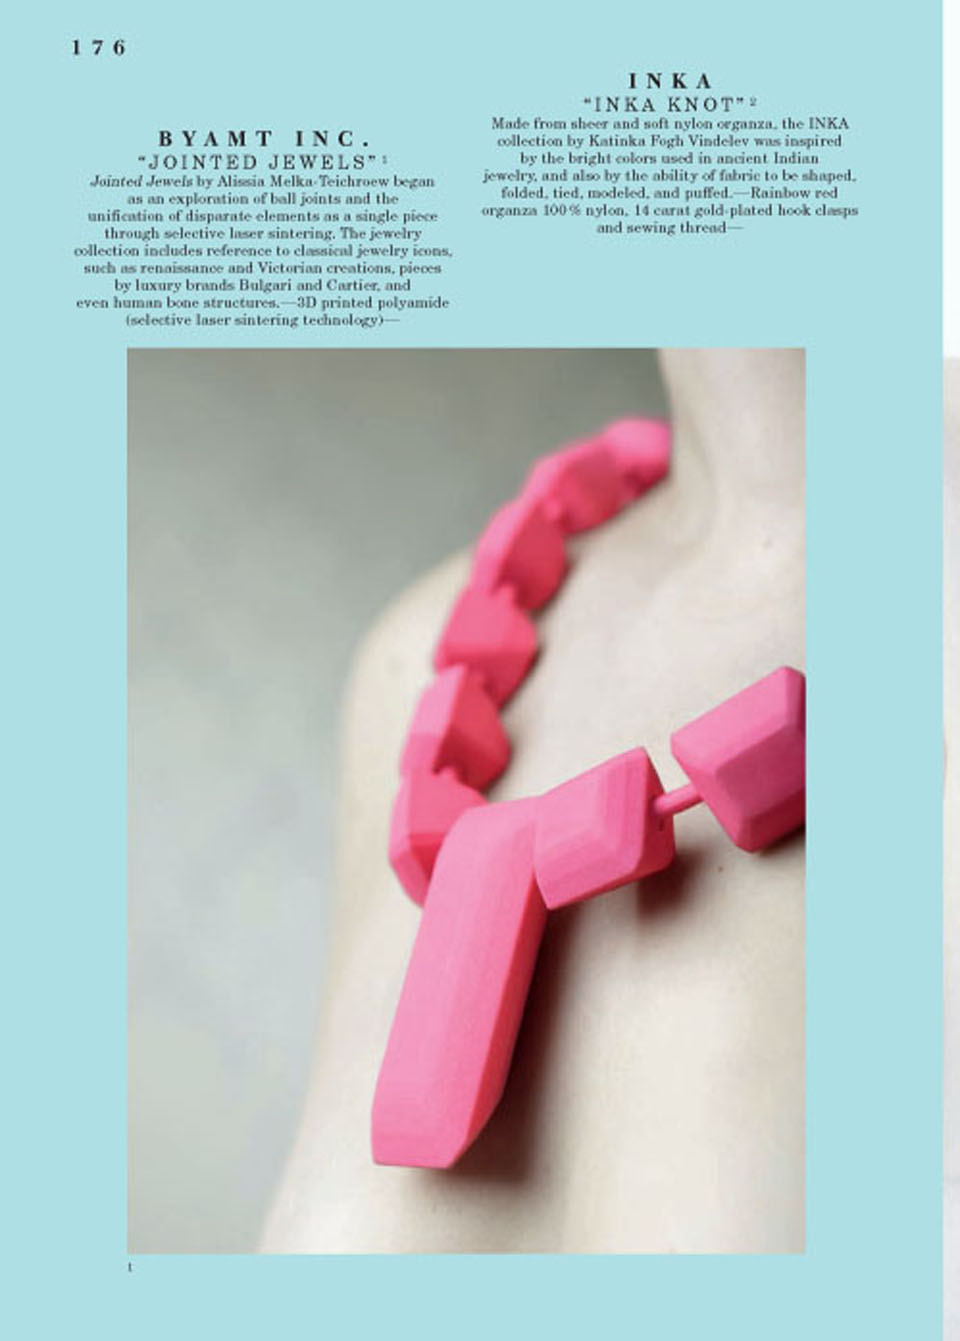 176
BYAMT INC.
"JOINTED JEWELS" 1
Jointed Jewels by Alissia Melka-Teichroew began
as an exploration of ball joints and the
unification of disparate elements as a single piece
through selective laser sintering. The jewelry
collection includes reference to classical jewelry icons,
such as renaissance and Victorian creations, pieces
by luxury brands Bulgari and Cartier, and
even human bone structures.—3D printed polyamide
(selective laser sintering technology)—
INKA
"INKA KNOT" 2
Made from sheer and soft nylon organza, the INKA
collection by Katinka Fogh Vindelev was inspired
by the bright colors used in ancient Indian
jewelry, and also by the ability of fabric to be shaped,
folded, tied, modeled, and puffed.—Rainbow red
organza 100% nylon, 14 carat gold-plated hook clasps
and sewing thread—
1